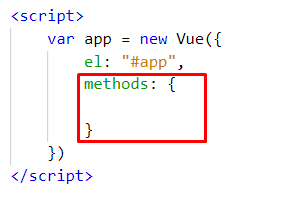 <script>
var app = new Vue({
el: "#app",
methods: {
}
})
</script>